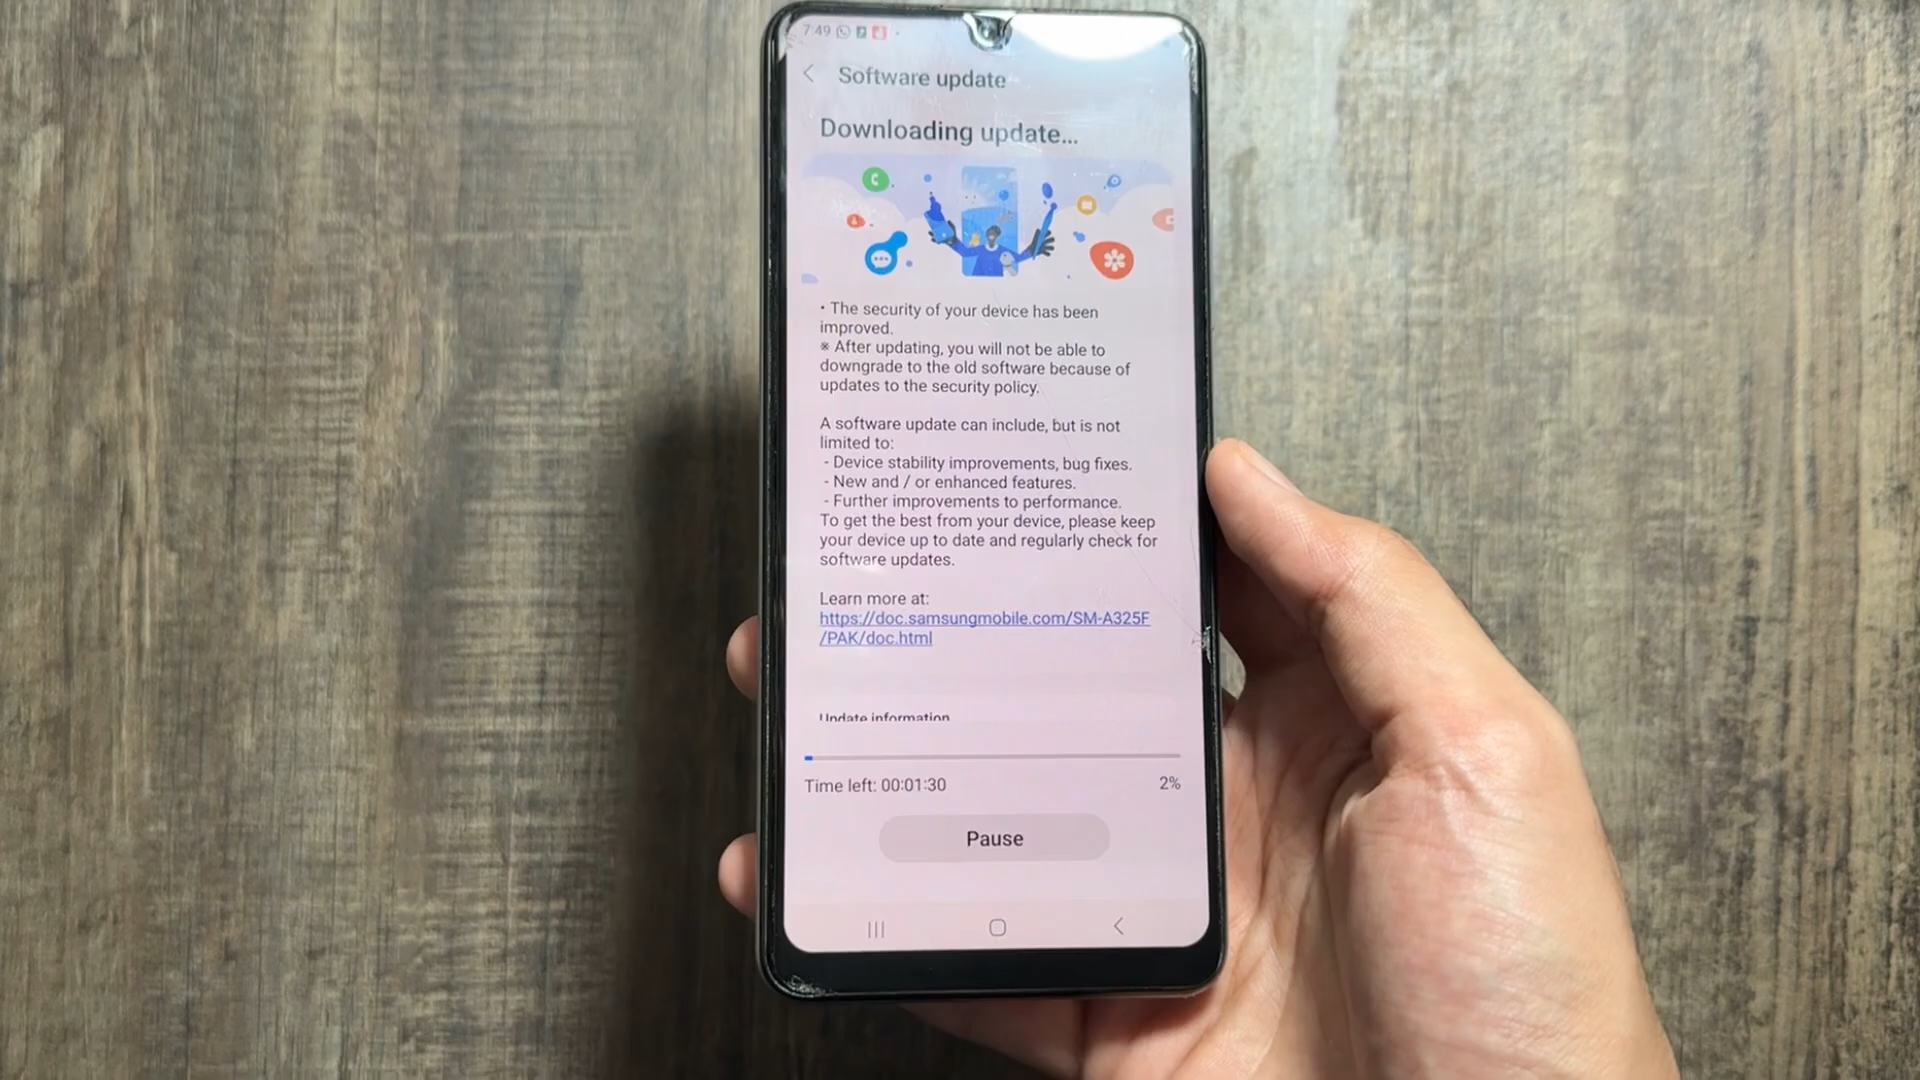 7:49
Software update
Downloading update...
• The security of your device has been
improved.
※ After updating, you will not be able to
downgrade to the old software because of
updates to the security policy.
A software update can include, but is not
limited to:
- Device stability improvements, bug fixes.
- New and / or enhanced features.
- Further improvements to performance.
To get the best from your device, please keep
your device up to date and regularly check for
software updates.
Learn more at:
https://doc.samsungmobile.com/SM-A325F
/PAK/doc.html
Update information
Time left: 00:01:30
2%
Pause